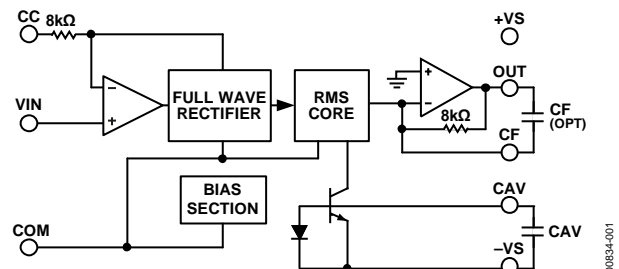 CC
8kΩ
+VS
OUT
VIN
−
+
FULL WAVE
RECTIFIER
RMS
CORE
+
−
8kΩ
CF
(OPT)
CF
BIAS
SECTION
CAV
CAV
COM
−VS
00834-001